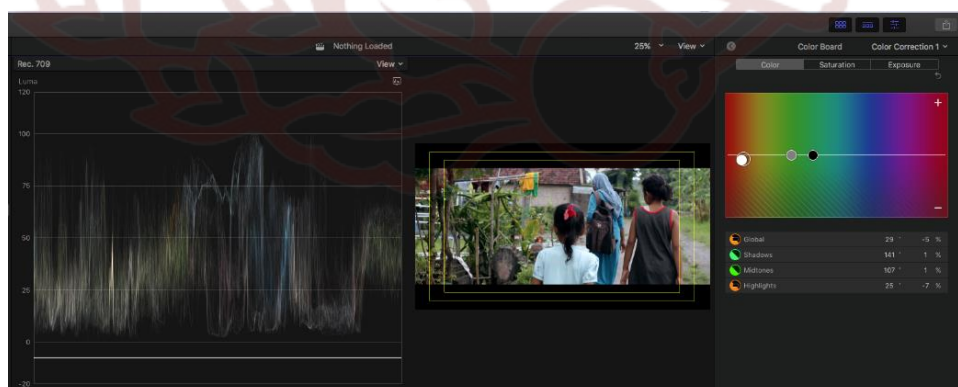 Nothing Loaded
25% View
Color Board
Color Correction 1
Rec. 709
View
Color Saturation Exposure
Luma
120
100
75
50
25
0
-20
+
-
Global 29 ° -5 %
Shadows 141 ° 1 %
Midtones 107 ° 1 %
Highlights 25 ° -7 %